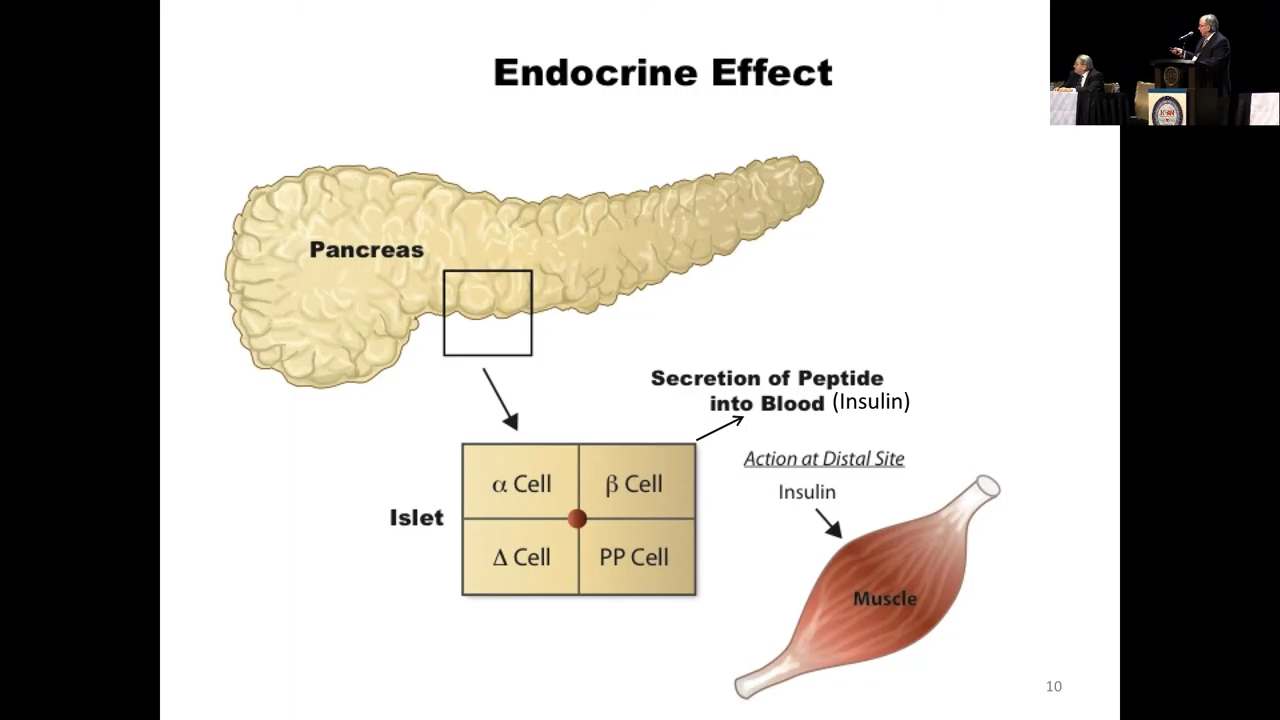 Endocrine Effect
Pancreas
Secretion of Peptide
into Blood (Insulin)
Action at Distal Site
Insulin
α Cell
β Cell
Islet
Δ Cell
PP Cell
Muscle
10